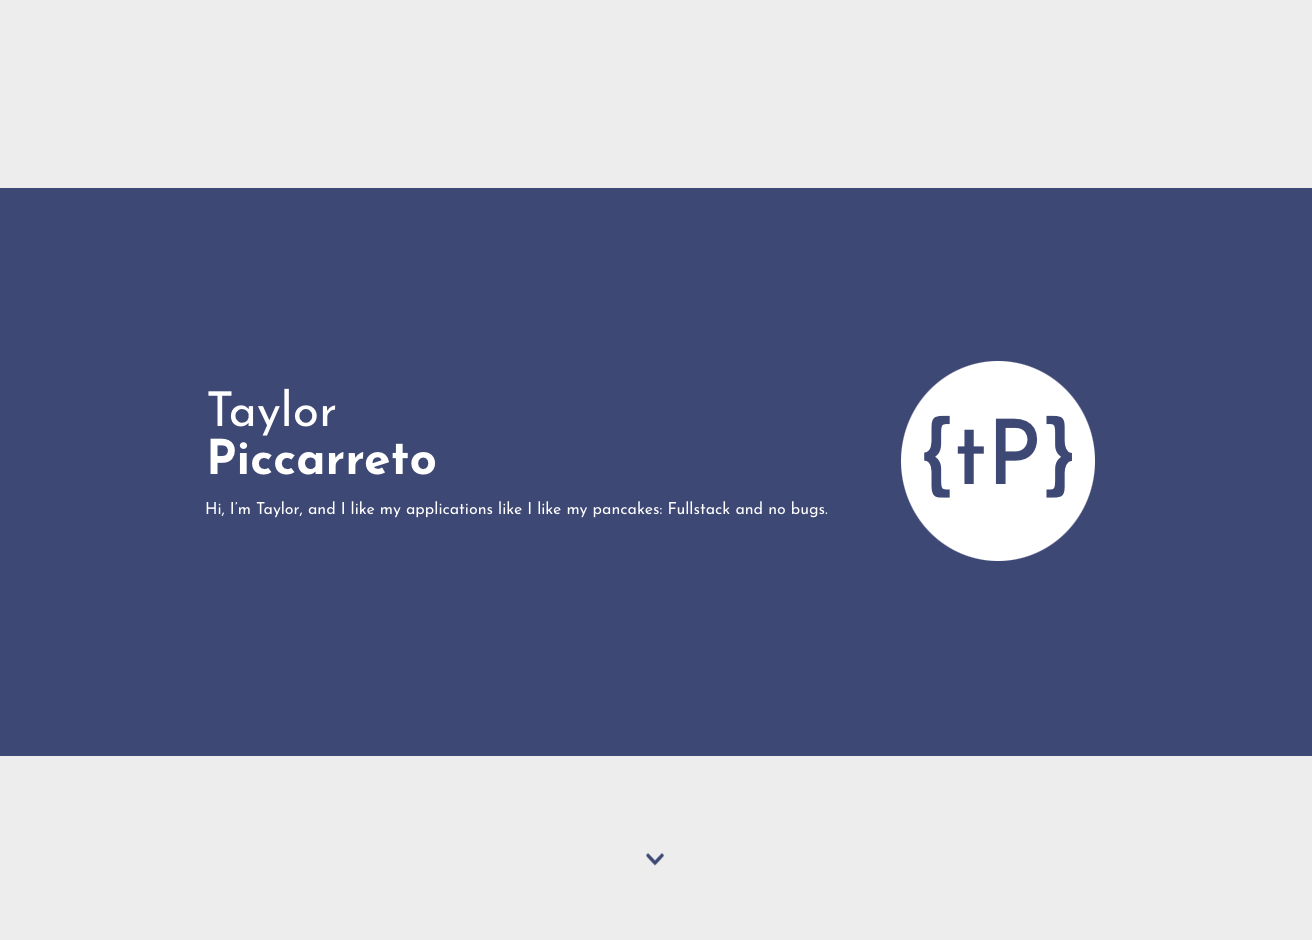 Taylor
Piccarreto
Hi, I'm Taylor, and I like my applications like I like my pancakes: Fullstack and no bugs.
{tP}